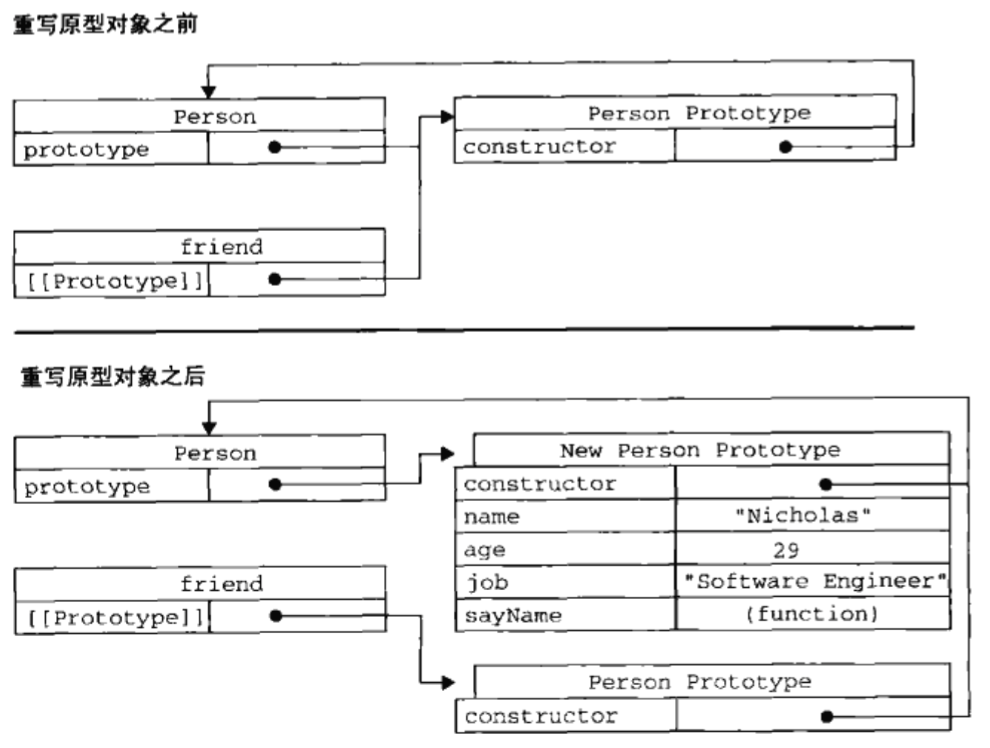 重写原型对象之前
Person
prototype
Person Prototype
constructor
friend
[[Prototype]]
重写原型对象之后
Person
prototype
New Person Prototype
constructor
name "Nicholas"
age 29
job "Software Engineer"
sayName (function)
friend
[[Prototype]]
Person Prototype
constructor